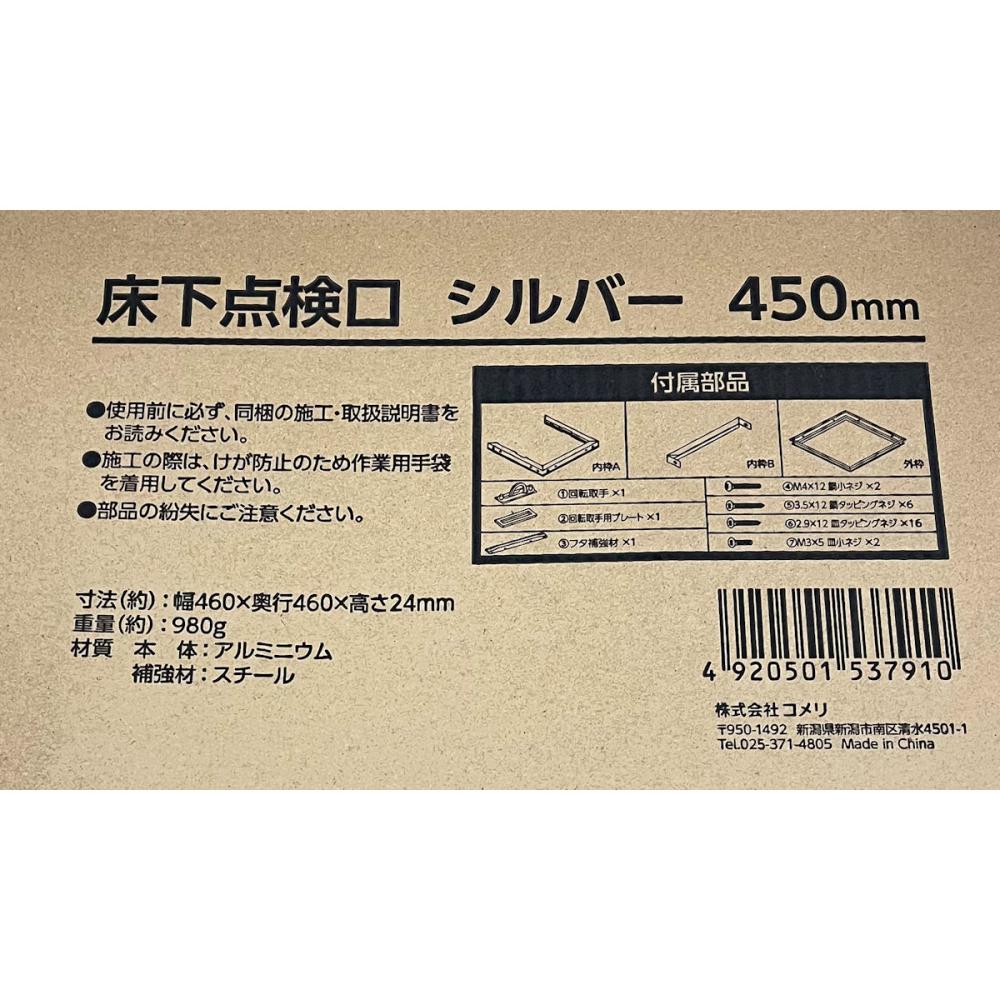 床下点検口 シルバー 450mm
●使用前に必ず、同梱の施工・取扱説明書を
お読みください。
●施工の際は、けが防止のため作業用手袋
を着用してください。
●部品の紛失にご注意ください。
付属部品
内枠A
内枠B
外枠
①回転取手×1
②回転取手用プレート×1
③フタ補強材×1
④M4×12 鍋小ネジ×2
⑤3.5×12 鍋タッピングネジ×6
⑥2.9×12 皿タッピングネジ×16
⑦M3×5 皿小ネジ×2
寸法(約):幅460×奥行460×高さ24mm
重量(約):980g
材質 本 体:アルミニウム
補強材:スチール
4 920501 537910
株式会社コメリ
〒950-1492 新潟県新潟市南区清水4501-1
TeL.025-371-4805 Made in China